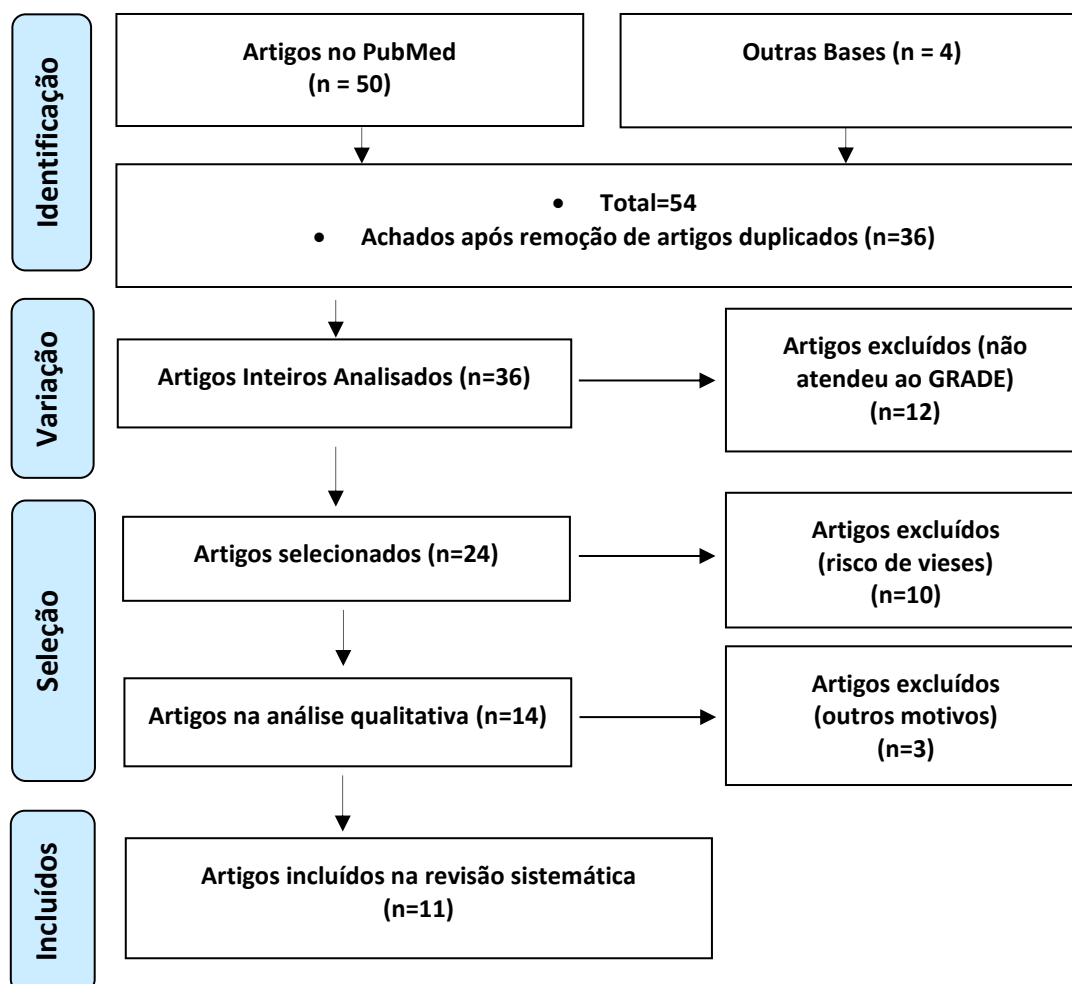 Identificação
Artigos no PubMed
(n = 50)
Outras Bases (n = 4)
• Total=54
• Achados após remoção de artigos duplicados (n=36)
Variação
Artigos Inteiros Analisados (n=36)
Artigos excluídos (não
atendeu ao GRADE)
(n=12)
Seleção
Artigos selecionados (n=24)
Artigos excluídos
(risco de vieses)
(n=10)
Artigos na análise qualitativa (n=14)
Artigos excluídos
(outros motivos)
(n=3)
Incluídos
Artigos incluídos na revisão sistemática
(n=11)